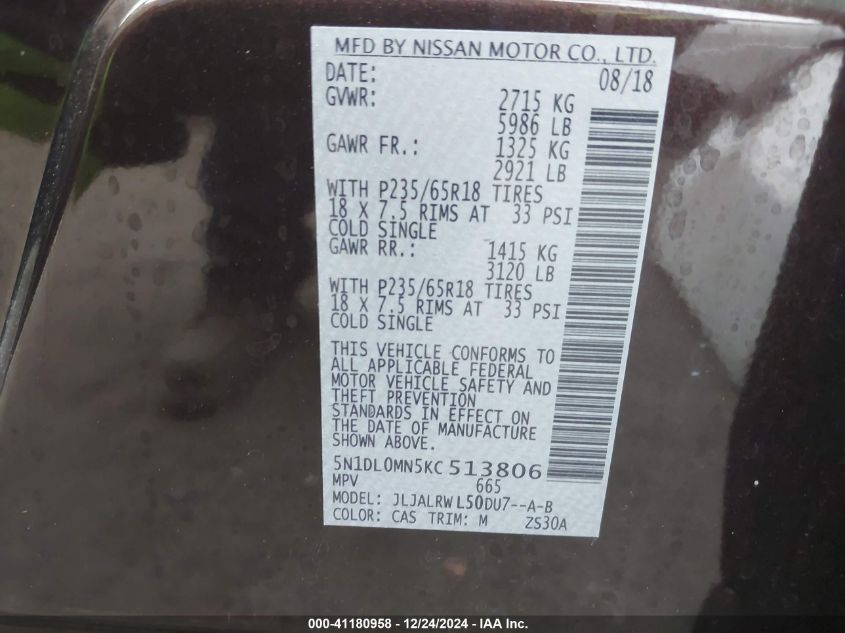 MFD BY NISSAN MOTOR CO., LTD.
DATE: 08/18
GVWR: 2715 KG
5986 LB
GAWR FR.: 1325 KG
2921 LB
WITH P235/65R18 TIRES
18 X 7.5 RIMS AT 33 PSI
COLD SINGLE
GAWR RR.: 1415 KG
3120 LB
WITH P235/65R18 TIRES
18 X 7.5 RIMS AT 33 PSI
COLD SINGLE
THIS VEHICLE CONFORMS TO
ALL APPLICABLE FEDERAL
MOTOR VEHICLE SAFETY AND
THEFT PREVENTION
STANDARDS IN EFFECT ON
THE DATE OF MANUFACTURE
SHOWN ABOVE.
5N1DL0MN5KC 513806
MPV 665
MODEL: JLJALRW L50DU7--A-B
COLOR: CAS TRIM: M ZS30A
000-41180958 - 12/24/2024 - IAA Inc.